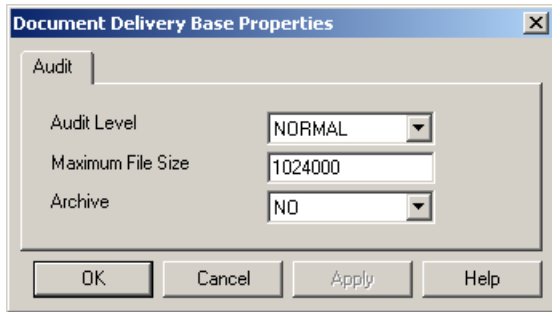 Document Delivery Base Properties
Audit
Audit Level NORMAL
Maximum File Size 1024000
Archive NO
OK Cancel Apply Help